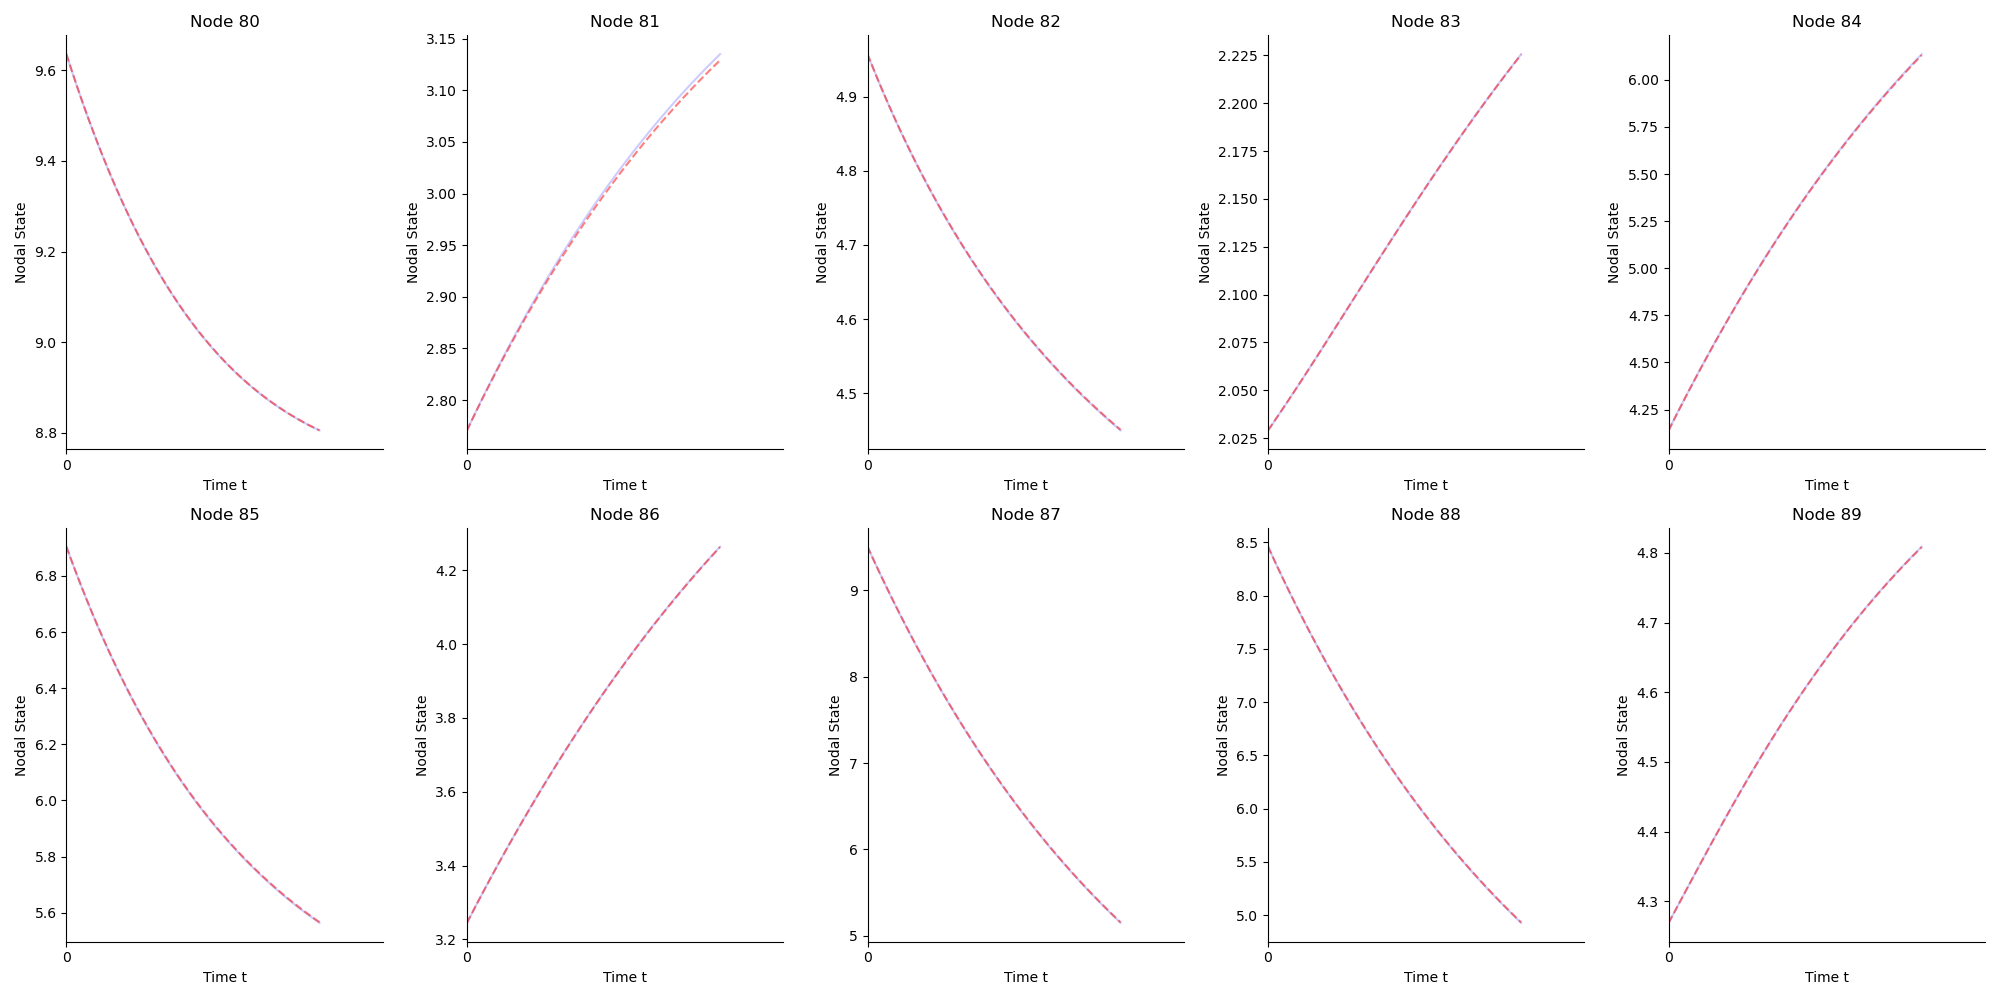 Node 80
Nodal State
9.6
9.4
9.2
9.0
8.8
0
Time t
Node 81
Nodal State
3.15
3.10
3.05
3.00
2.95
2.90
2.85
2.80
0
Time t
Node 82
Nodal State
4.9
4.8
4.7
4.6
4.5
0
Time t
Node 83
Nodal State
2.225
2.200
2.175
2.150
2.125
2.100
2.075
2.050
2.025
0
Time t
Node 84
Nodal State
6.00
5.75
5.50
5.25
5.00
4.75
4.50
4.25
0
Time t
Node 85
Nodal State
6.8
6.6
6.4
6.2
6.0
5.8
5.6
0
Time t
Node 86
Nodal State
4.2
4.0
3.8
3.6
3.4
3.2
0
Time t
Node 87
Nodal State
9
8
7
6
5
0
Time t
Node 88
Nodal State
8.5
8.0
7.5
7.0
6.5
6.0
5.5
5.0
0
Time t
Node 89
Nodal State
4.8
4.7
4.6
4.5
4.4
4.3
0
Time t